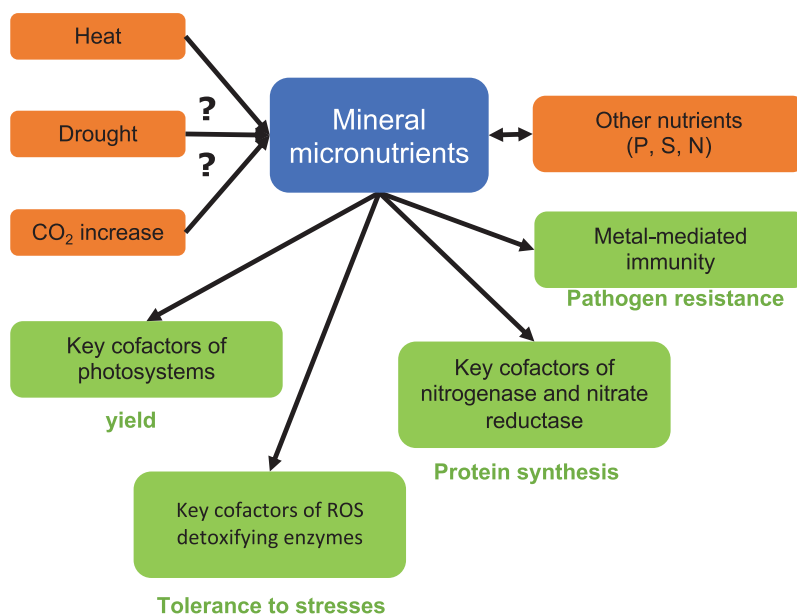 Heat
?
Drought
?
CO₂ increase
Mineral
micronutrients
Other nutrients
(P, S, N)
Metal-mediated
immunity
Pathogen resistance
Key cofactors of
photosystems
yield
Key cofactors of
nitrogenase and nitrate
reductase
Protein synthesis
Key cofactors of ROS
detoxifying enzymes
Tolerance to stresses